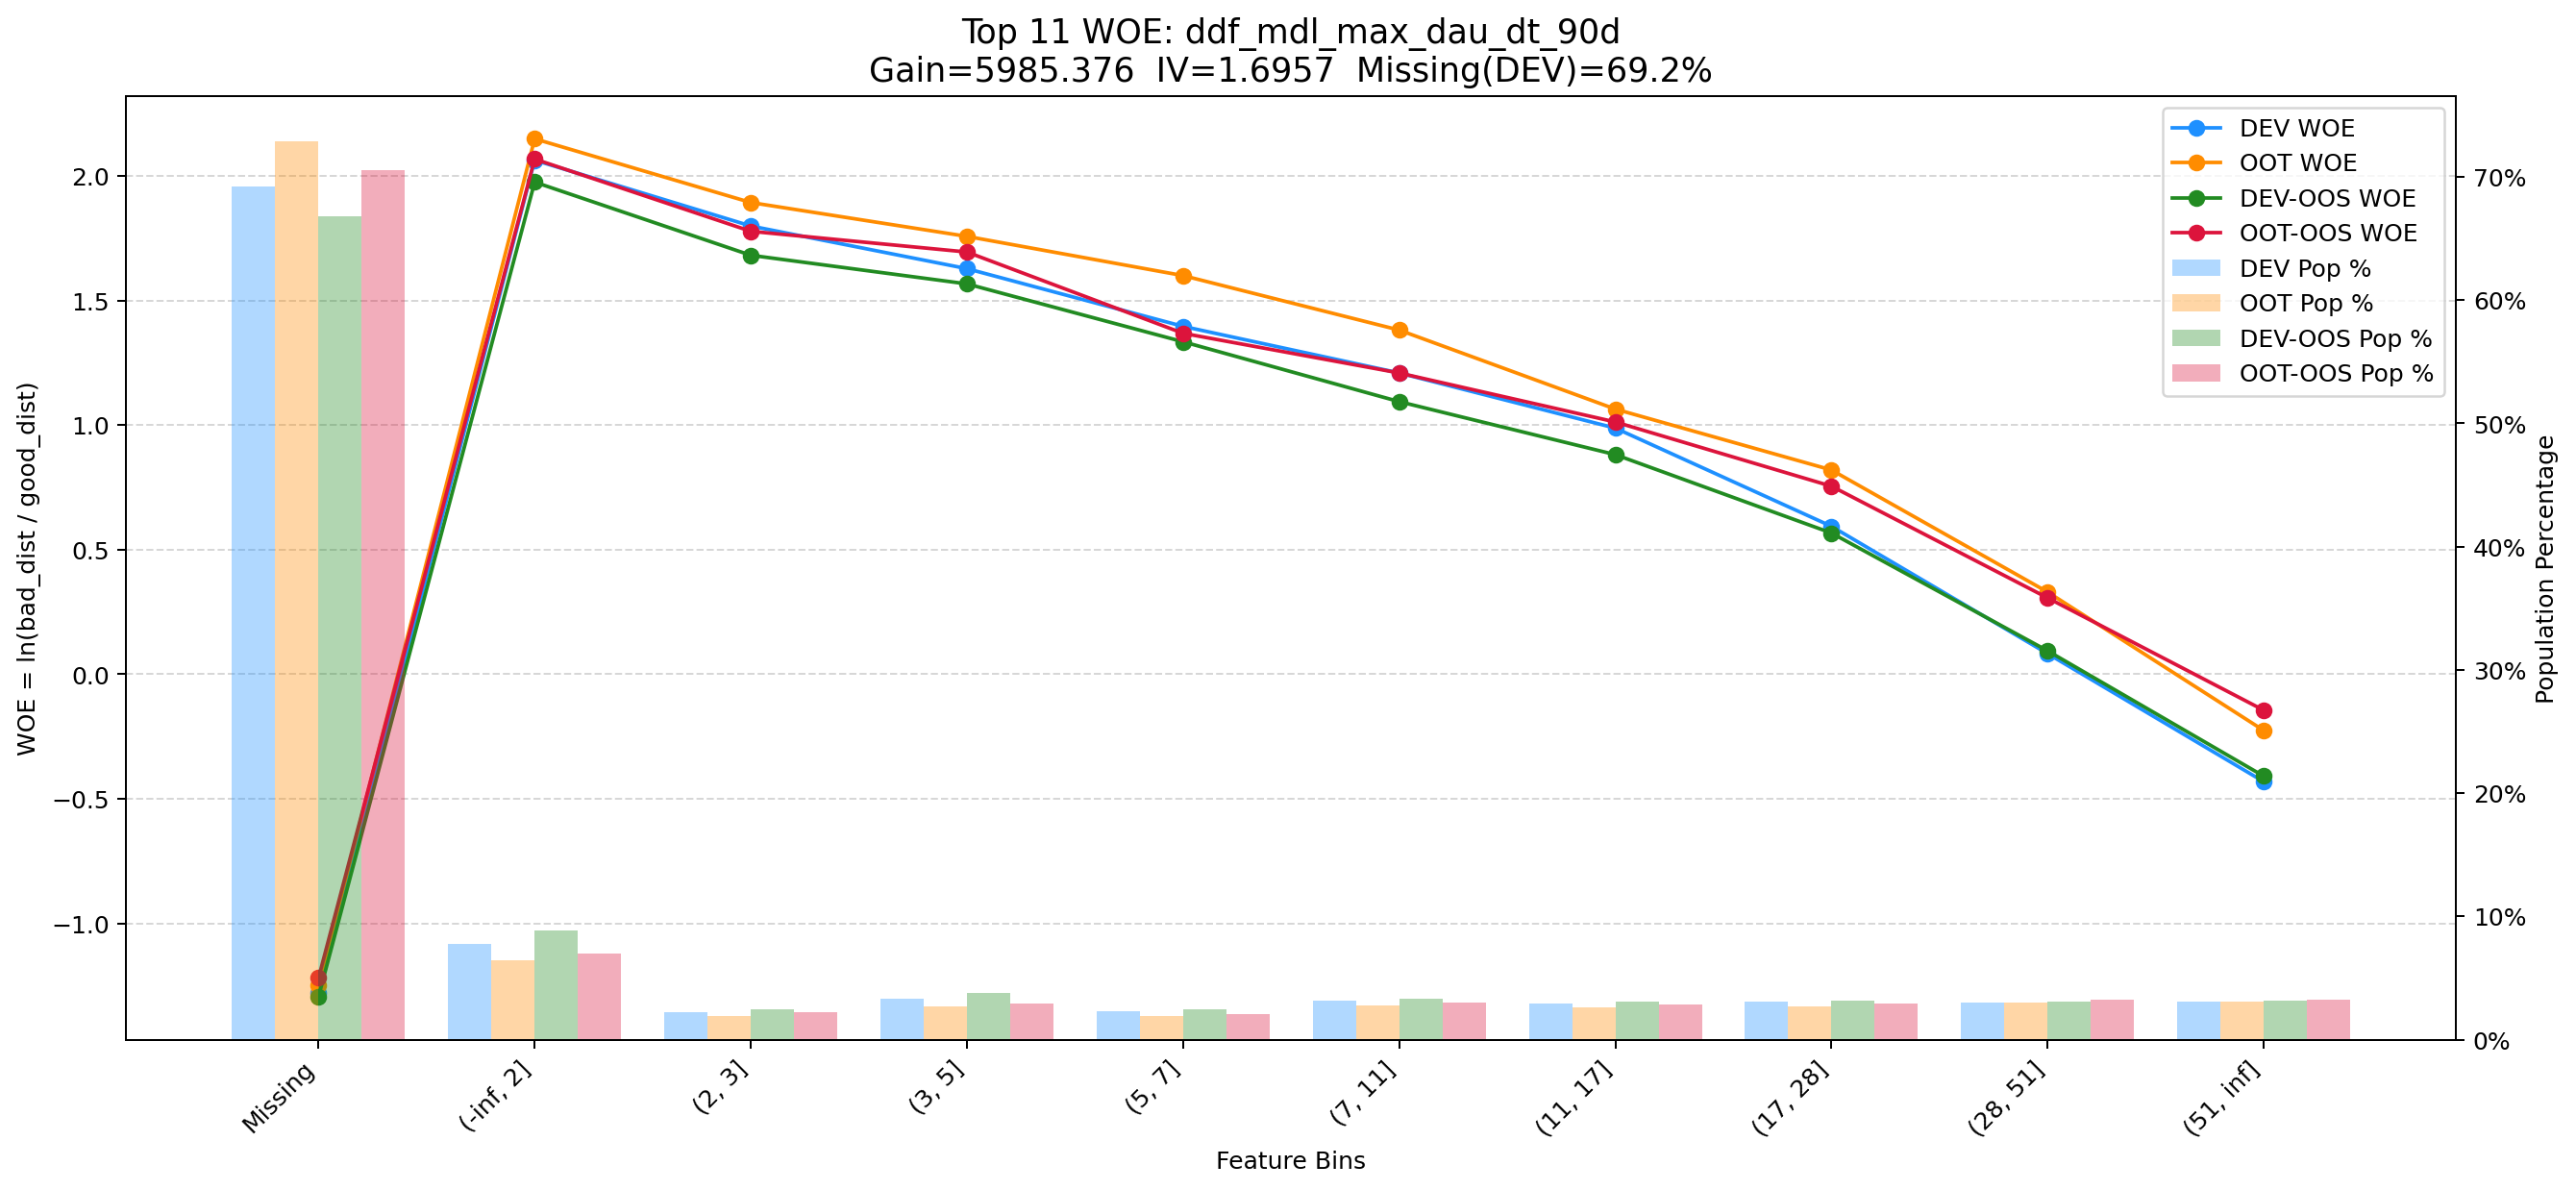 Top 11 WOE: ddf_mdl_max_dau_dt_90d
Gain=5985.376  IV=1.6957  Missing(DEV)=69.2%
DEV WOE
OOT WOE
DEV-OOS WOE
OOT-OOS WOE
DEV Pop %
OOT Pop %
DEV-OOS Pop %
OOT-OOS Pop %
WOE = ln(bad_dist / good_dist)
2.0
1.5
1.0
0.5
0.0
−0.5
−1.0
Population Percentage
70%
60%
50%
40%
30%
20%
10%
0%
Missing
(-inf, 2]
(2, 3]
(3, 5]
(5, 7]
(7, 11]
(11, 17]
(17, 28]
(28, 51]
(51, inf]
Feature Bins